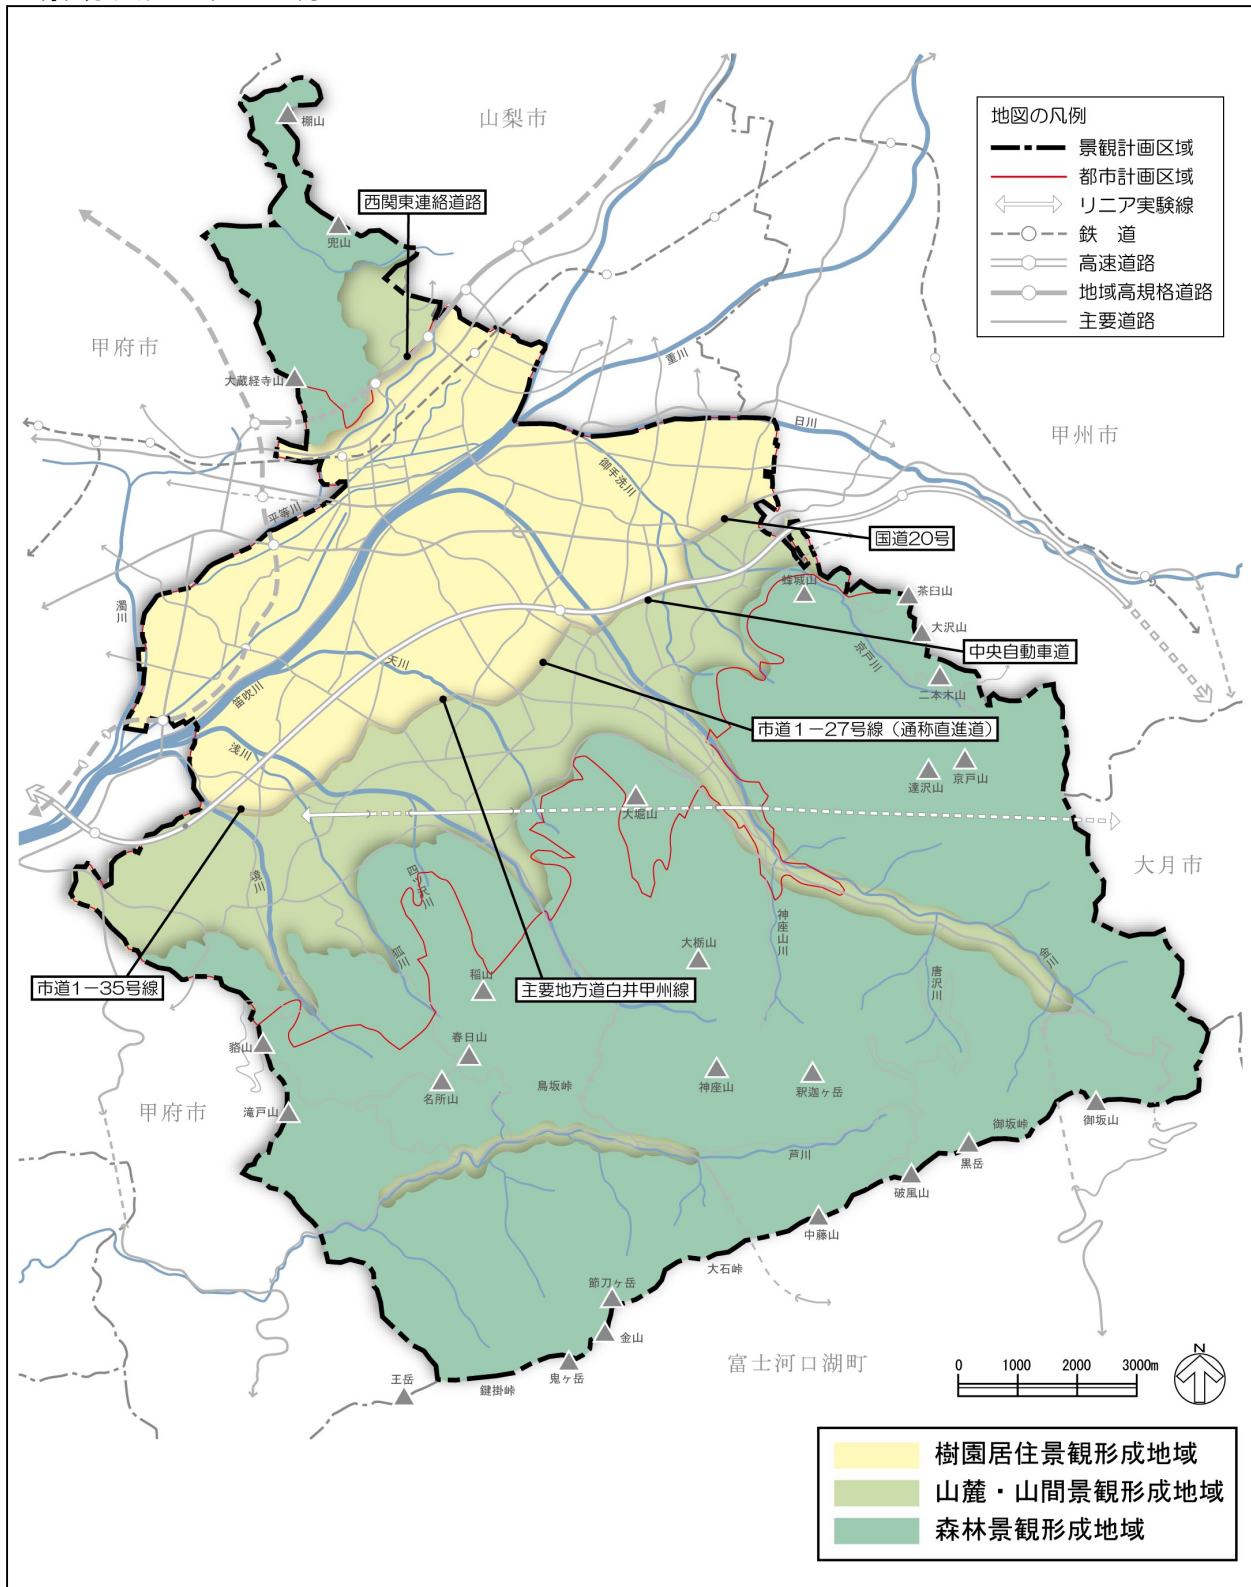 棚山
山梨市
地図の凡例
景観計画区域
都市計画区域
リニア実験線
鉄　道
高速道路
地域高規格道路
主要道路
西関東連絡道路
兜山
甲府市
大蔵経寺山
重川
日川
甲州市
御手洗川
平等川
国道20号
濁川
蜂城山
茶臼山
大沢山
京戸川
中央自動車道
天川
二本木山
笛吹川
市道1－27号線（通称直進道）
浅川
京戸山
達沢山
大堀山
大月市
境川
四ツ沢川
狐川
神座山川
大栃山
金川
唐沢川
稲山
市道1－35号線
主要地方道白井甲州線
春日山
名所山
鳥坂峠
神座山
釈迦ヶ岳
甲府市
滝戸山
御坂山
御坂峠
黒岳
芦川
破風山
中藤山
大石峠
節刀ヶ岳
金山
富士河口湖町
鬼ヶ岳
王岳
鍵掛峠
N
0 1000 2000 3000m
樹園居住景観形成地域
山麓・山間景観形成地域
森林景観形成地域